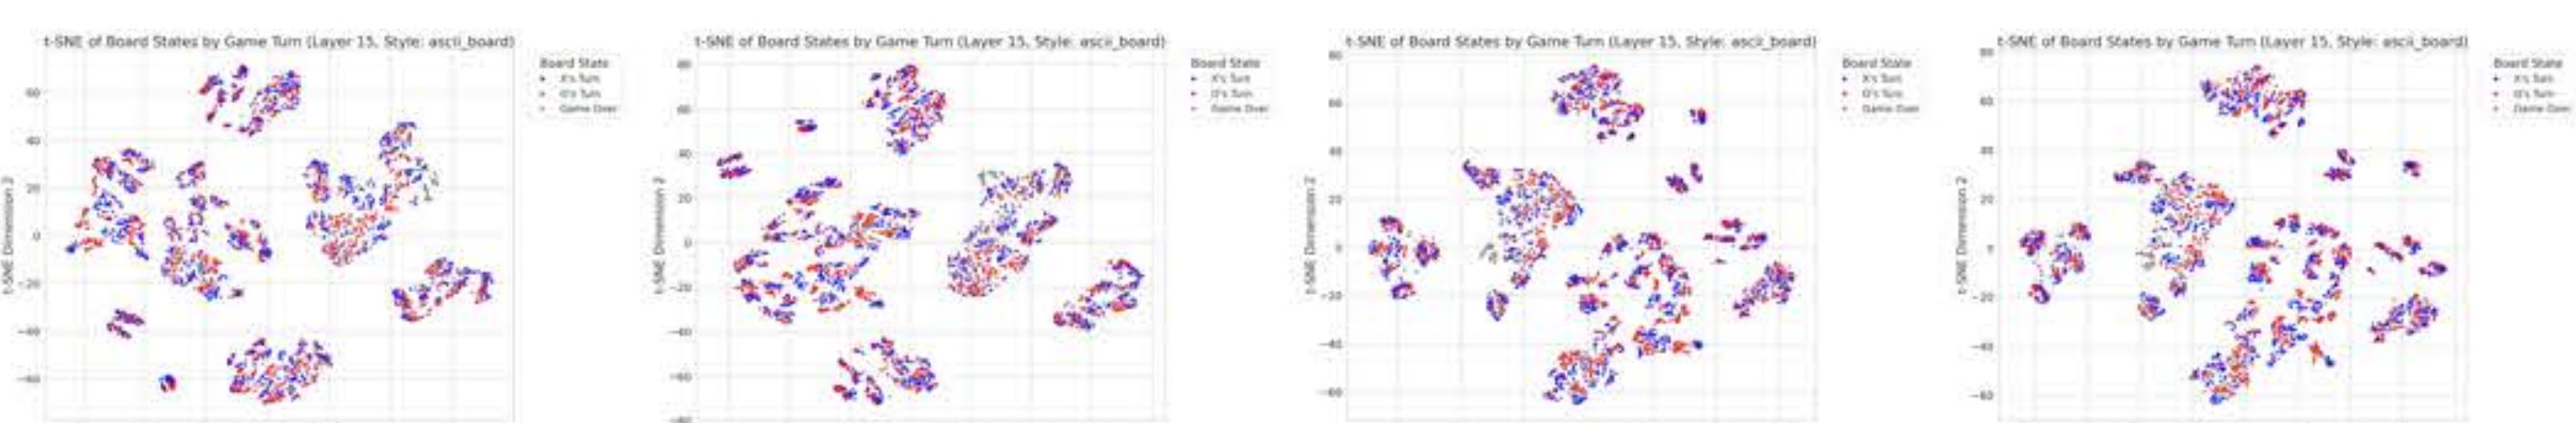 t-SNE of Board States by Game Turn (Layer 15, Style: ascii_board)
Board State
X's Turn
O's Turn
Game Over
t-SNE Dimension 2
60
40
20
0
−20
−40
−60
t-SNE of Board States by Game Turn (Layer 15, Style: ascii_board)
Board State
X's Turn
O's Turn
Game Over
t-SNE Dimension 2
80
60
40
20
0
−20
−40
−60
−80
t-SNE of Board States by Game Turn (Layer 15, Style: ascii_board)
Board State
X's Turn
O's Turn
Game Over
t-SNE Dimension 2
80
60
40
20
0
−20
−40
−60
t-SNE of Board States by Game Turn (Layer 15, Style: ascii_board)
Board State
X's Turn
O's Turn
Game Over
t-SNE Dimension 2
80
60
40
20
0
−20
−40
−60